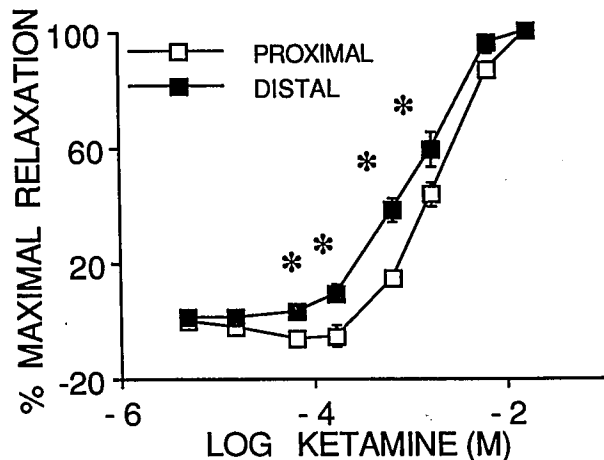 % MAXIMAL RELAXATION
100
60
20
-20
PROXIMAL
DISTAL
* * * *
-6
-4
-2
LOG KETAMINE (M)